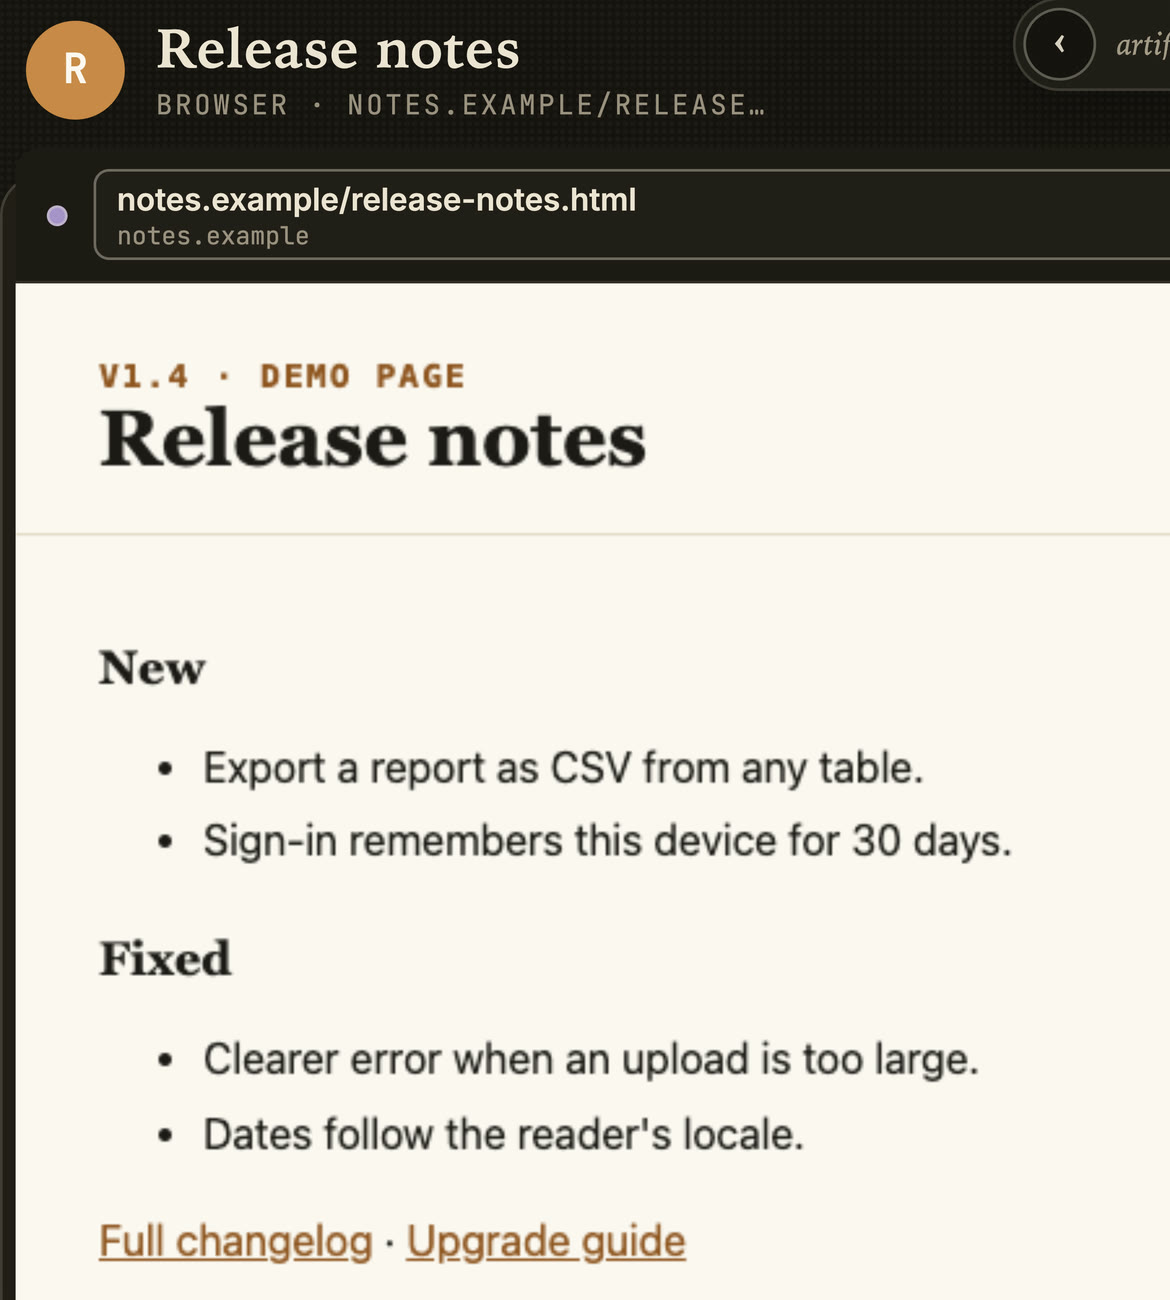 R
Release notes
BROWSER · NOTES.EXAMPLE/RELEASE…
‹ artif
notes.example/release-notes.html
notes.example
V1.4 · DEMO PAGE
Release notes
New
• Export a report as CSV from any table.
• Sign-in remembers this device for 30 days.
Fixed
• Clearer error when an upload is too large.
• Dates follow the reader's locale.
Full changelog · Upgrade guide